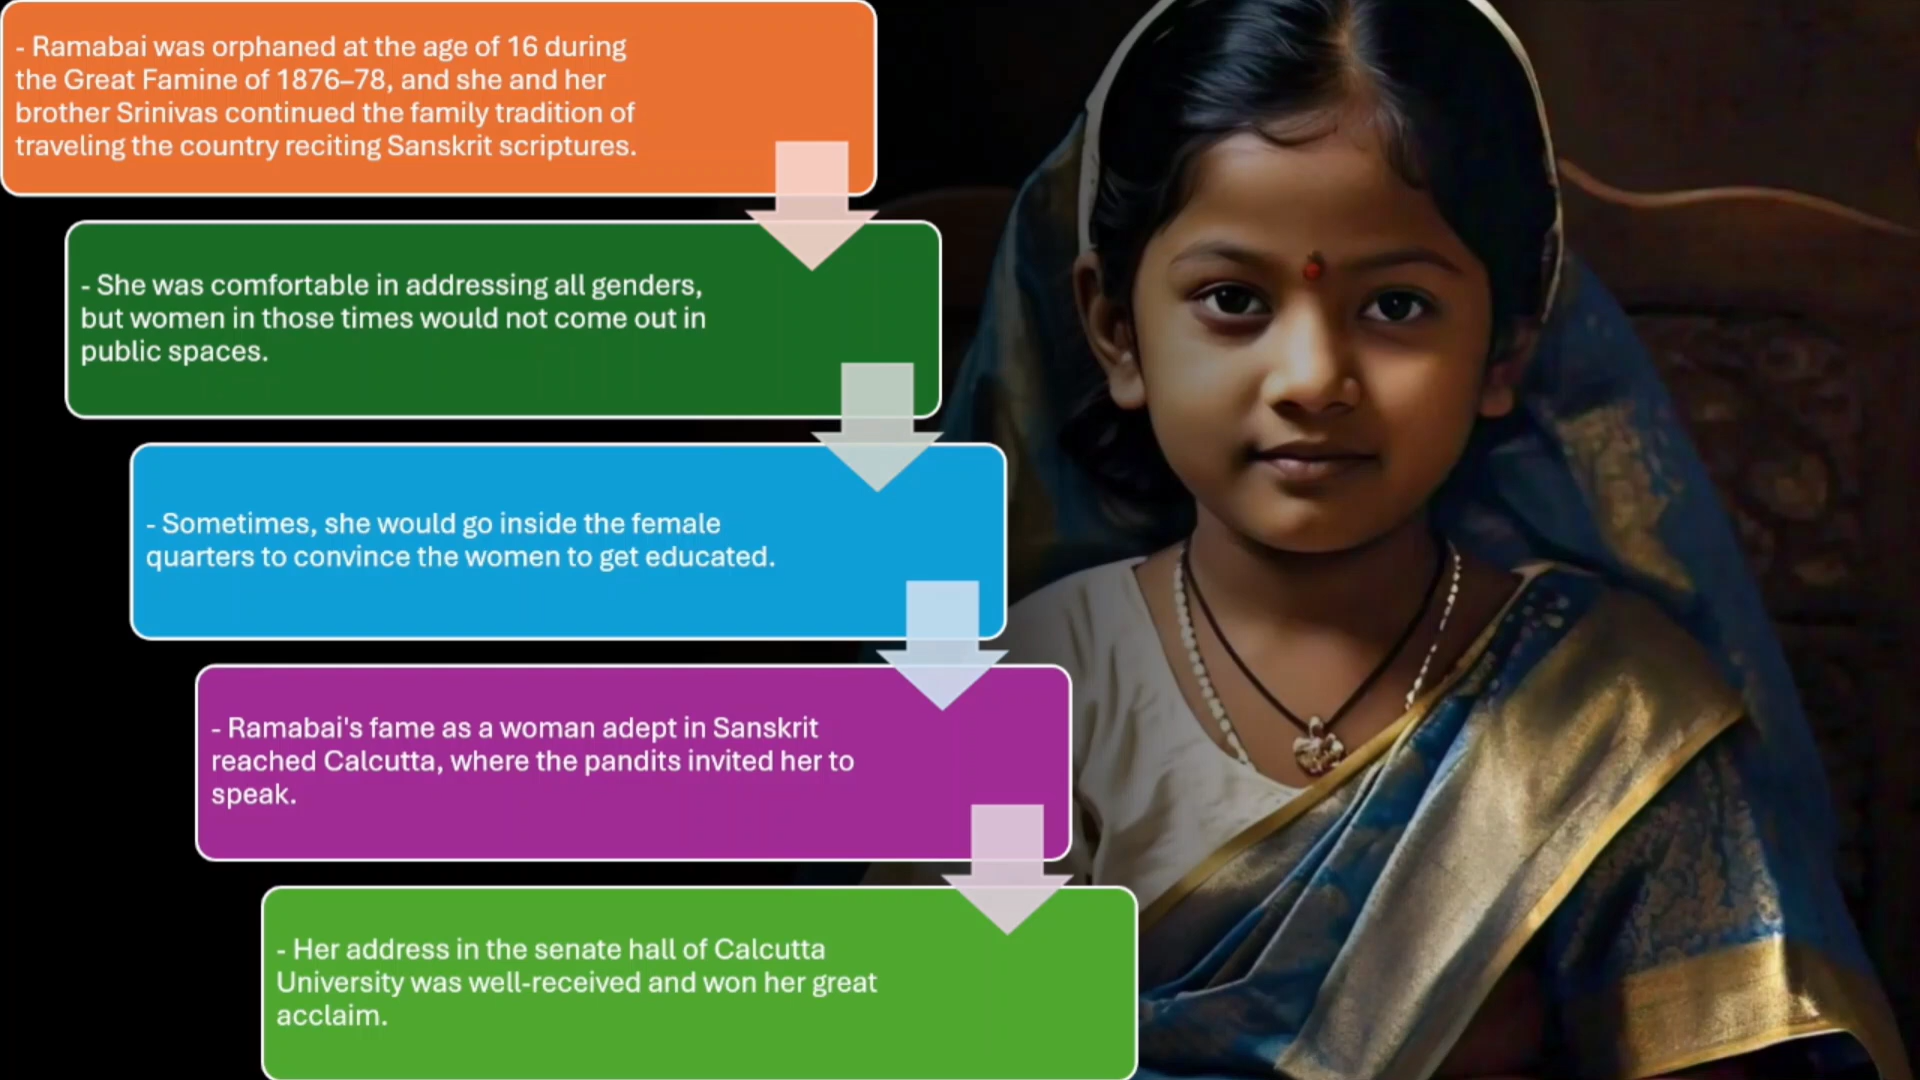 - Ramabai was orphaned at the age of 16 during
the Great Famine of 1876–78, and she and her
brother Srinivas continued the family tradition of
traveling the country reciting Sanskrit scriptures.
- She was comfortable in addressing all genders,
but women in those times would not come out in
public spaces.
- Sometimes, she would go inside the female
quarters to convince the women to get educated.
- Ramabai's fame as a woman adept in Sanskrit
reached Calcutta, where the pandits invited her to
speak.
- Her address in the senate hall of Calcutta
University was well-received and won her great
acclaim.